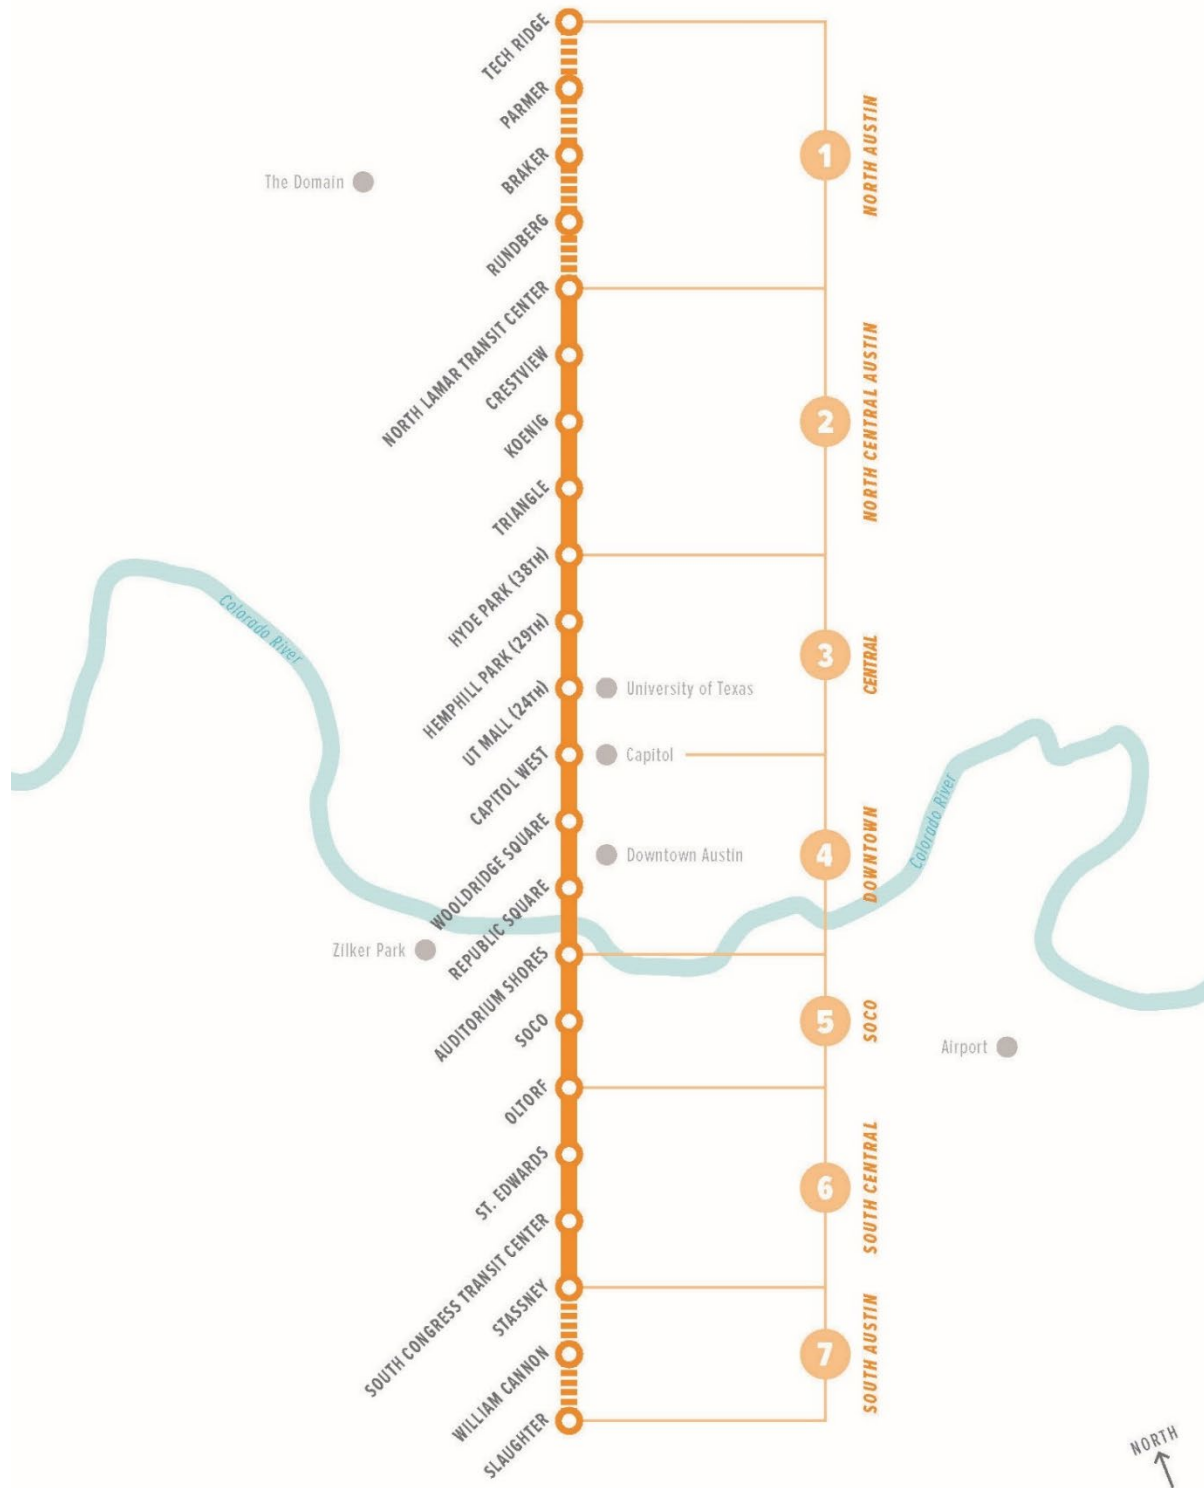 TECH RIDGE
PARMER
BRAKER
1
NORTH AUSTIN
The Domain
RUNDBERG
NORTH LAMAR TRANSIT CENTER
CRESTVIEW
KOENIG
2
NORTH CENTRAL AUSTIN
TRIANGLE
HYDE PARK (38TH)
Colorado River
HEMPHILL PARK (29TH)
3
CENTRAL
UT MALL (24TH)
University of Texas
CAPITOL WEST
Capitol
WOOLDRIDGE SQUARE
Downtown Austin
4
DOWNTOWN
Colorado River
REPUBLIC SQUARE
Zilker Park
AUDITORIUM SHORES
SOCO
5
SOCO
Airport
OLTORF
ST. EDWARDS
6
SOUTH CENTRAL
SOUTH CONGRESS TRANSIT CENTER
STASSNEY
WILLIAM CANNON
7
SOUTH AUSTIN
SLAUGHTER
NORTH